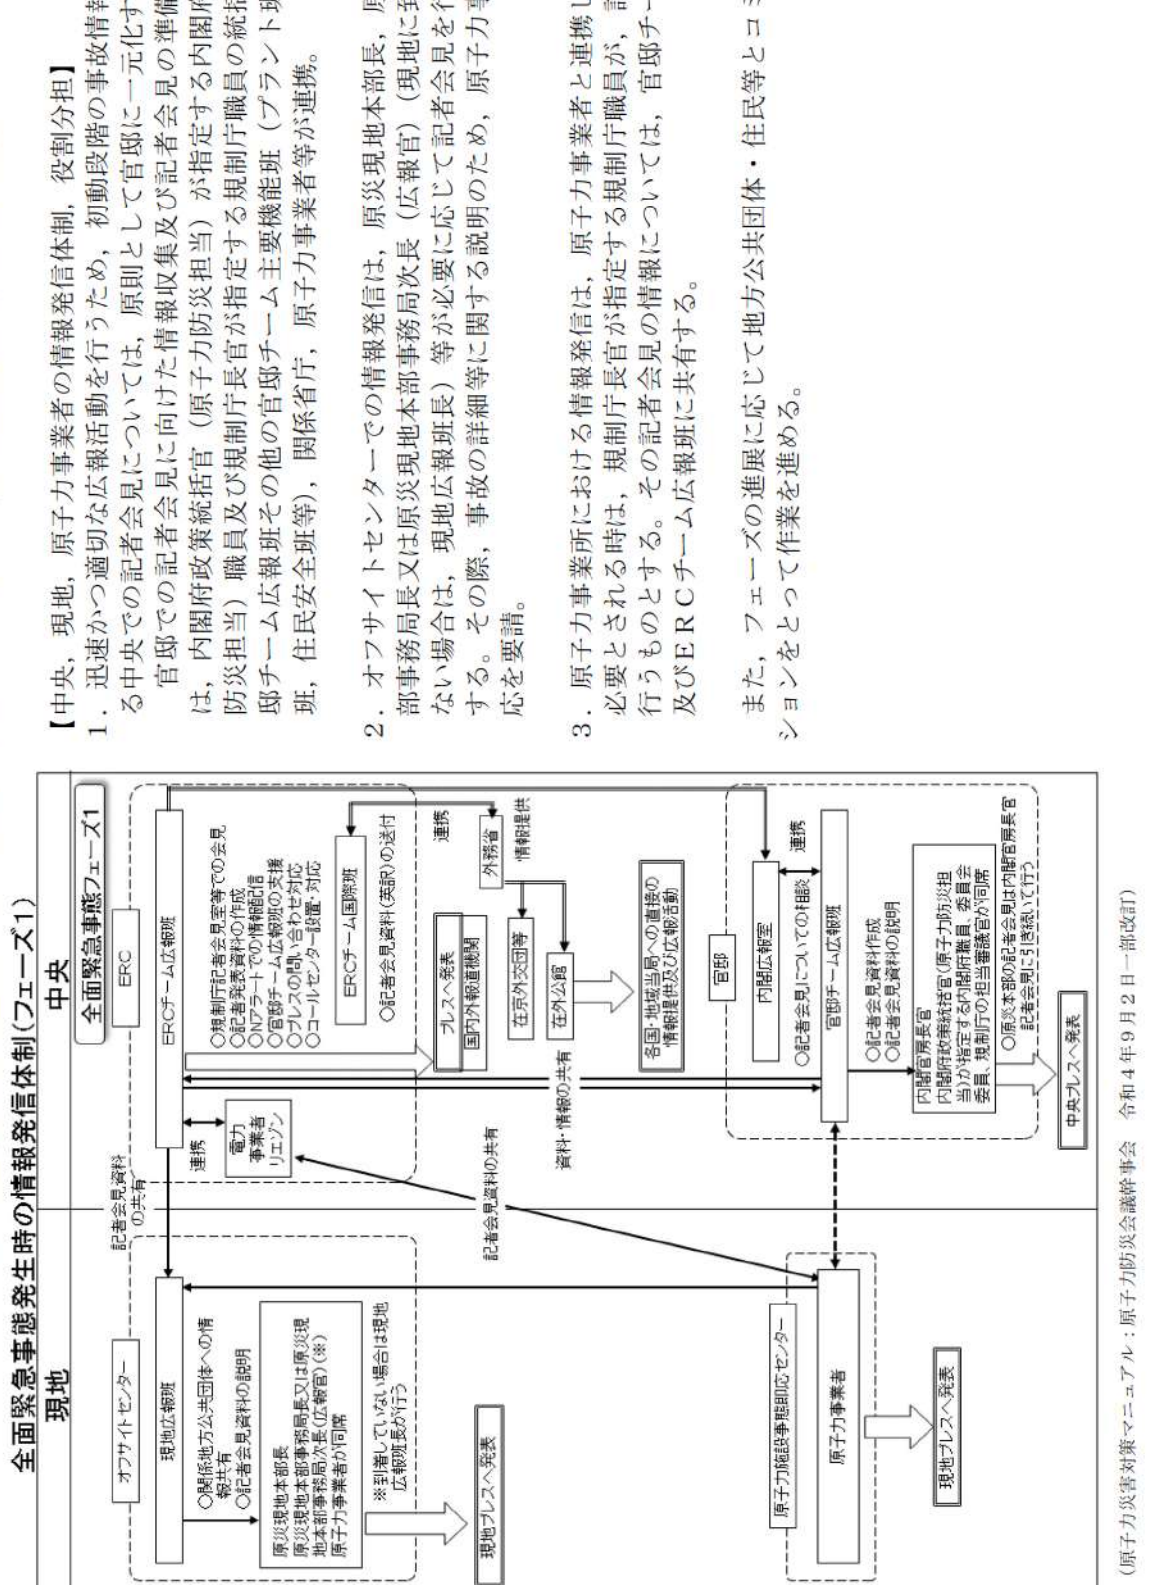 全面緊急事態発生時の情報発信体制(フェーズ1)
現地
中央
全面緊急事態フェーズ1
オフサイトセンター
現地広報班
○関係地方公共団体への情
報共有
○記者会見資料の説明
原災現地本部長
原災現地本部事務局長又は原災現
地本部事務局次長(広報官)(※)
原子力事業者が同席
※到着していない場合は現地
広報班長が行う
現地プレスへ発表
原子力施設事態即応センター
原子力事業者
現地プレスへ発表
記者会見資料
の共有
記者会見資料の共有
ERC
ERCチーム広報班
連携
電力
事業者
リエゾン
○規制庁記者会見室等での会見
○記者発表資料の作成
○Nアラートでの情報配信
○官邸チーム広報班の支援
○プレスの問い合わせ対応
○コールセンター設置・対応
ERCチーム国際班
○記者会見資料(英訳)の送付
プレスへ発表
国内外報道機関
連携
外務省
情報提供
在京外交団等
在外公館
資料・情報の共有
各国・地域当局への直接の
情報提供及び広報活動
官邸
内閣広報室
○記者会見についての相談
連携
官邸チーム広報班
○記者会見資料作成
○記者会見資料の説明
内閣官房長官
内閣府政策統括官(原子力防災担
当)が指定する内閣府職員、委員会
委員、規制庁の担当審議官が同席
○原災本部の記者会見は内閣官房長官
記者会見に引き続いて行う
中央プレスへ発表
(原子力災害対策マニュアル：原子力防災会議幹事会　令和４年９月２日一部改訂)
【中央，現地，原子力事業者の情報発信体制，役割分担】
１．迅速かつ適切な広報活動を行うため，初動段階の事故情報
る中央での記者会見については，原則として官邸に一元化す
官邸での記者会見に向けた情報収集及び記者会見の準備
は，内閣府政策統括官（原子力防災担当）が指定する内閣府
防災担当）職員及び規制庁長官が指定する規制庁職員の統括
邸チーム広報班その他の官邸チーム主要機能班（プラント班
班，住民安全班等），関係省庁，原子力事業者等が連携。
２．オフサイトセンターでの情報発信は，原災現地本部長，原
部事務局長又は原災現地本部事務局次長（広報官）（現地に到
ない場合は，現地広報班長）等が必要に応じて記者会見を行
する。その際，事故の詳細等に関する説明のため，原子力事
応を要請。
３．原子力事業所における情報発信は，原子力事業者と連携し
必要とされる時は，規制庁長官が指定する規制庁職員が，
行うものとする。その記者会見の情報については，官邸チー
及びＥＲＣチーム広報班に共有する。
また，フェーズの進展に応じて地方公共団体・住民等とコミ
ションをとって作業を進める。